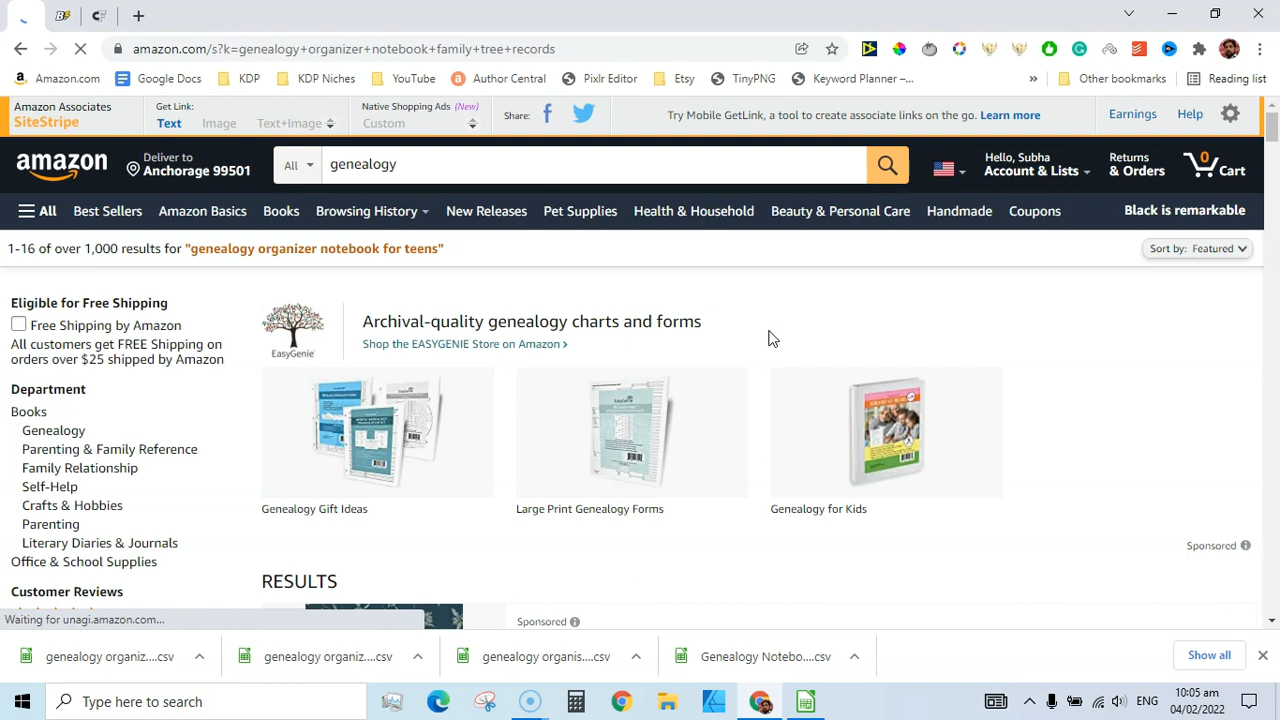 amazon.com/s?k=genealogy+organizer+notebook+family+tree+records
Amazon.com
Google Docs
KDP
KDP Niches
YouTube
Author Central
Pixlr Editor
Etsy
TinyPNG
Keyword Planner –...
»
Other bookmarks
Reading list
Amazon Associates
SiteStripe
Get Link:
Text
Image
Text+Image
Native Shopping Ads (New)
Custom
Share:
Try Mobile GetLink, a tool to create associate links on the go. Learn more
Earnings
Help
amazon
Deliver to
Anchorage 99501
All
genealogy
Hello, Subha
Account & Lists
Returns
& Orders
0
Cart
All
Best Sellers
Amazon Basics
Books
Browsing History
New Releases
Pet Supplies
Health & Household
Beauty & Personal Care
Handmade
Coupons
Black is remarkable
1-16 of over 1,000 results for "genealogy organizer notebook for teens"
Sort by: Featured
Eligible for Free Shipping
Free Shipping by Amazon
All customers get FREE Shipping on
orders over $25 shipped by Amazon
Department
Books
Genealogy
Parenting & Family Reference
Family Relationship
Self-Help
Crafts & Hobbies
Parenting
Literary Diaries & Journals
Office & School Supplies
Customer Reviews
EasyGenie
Archival-quality genealogy charts and forms
Shop the EASYGENIE Store on Amazon ›
Genealogy Gift Ideas
Large Print Genealogy Forms
Genealogy for Kids
Sponsored
RESULTS
Sponsored
Waiting for unagi.amazon.com...
genealogy organiz....csv
genealogy organiz....csv
genealogy organis....csv
Genealogy Notebo....csv
Show all
Type here to search
ENG
10:05 am
04/02/2022